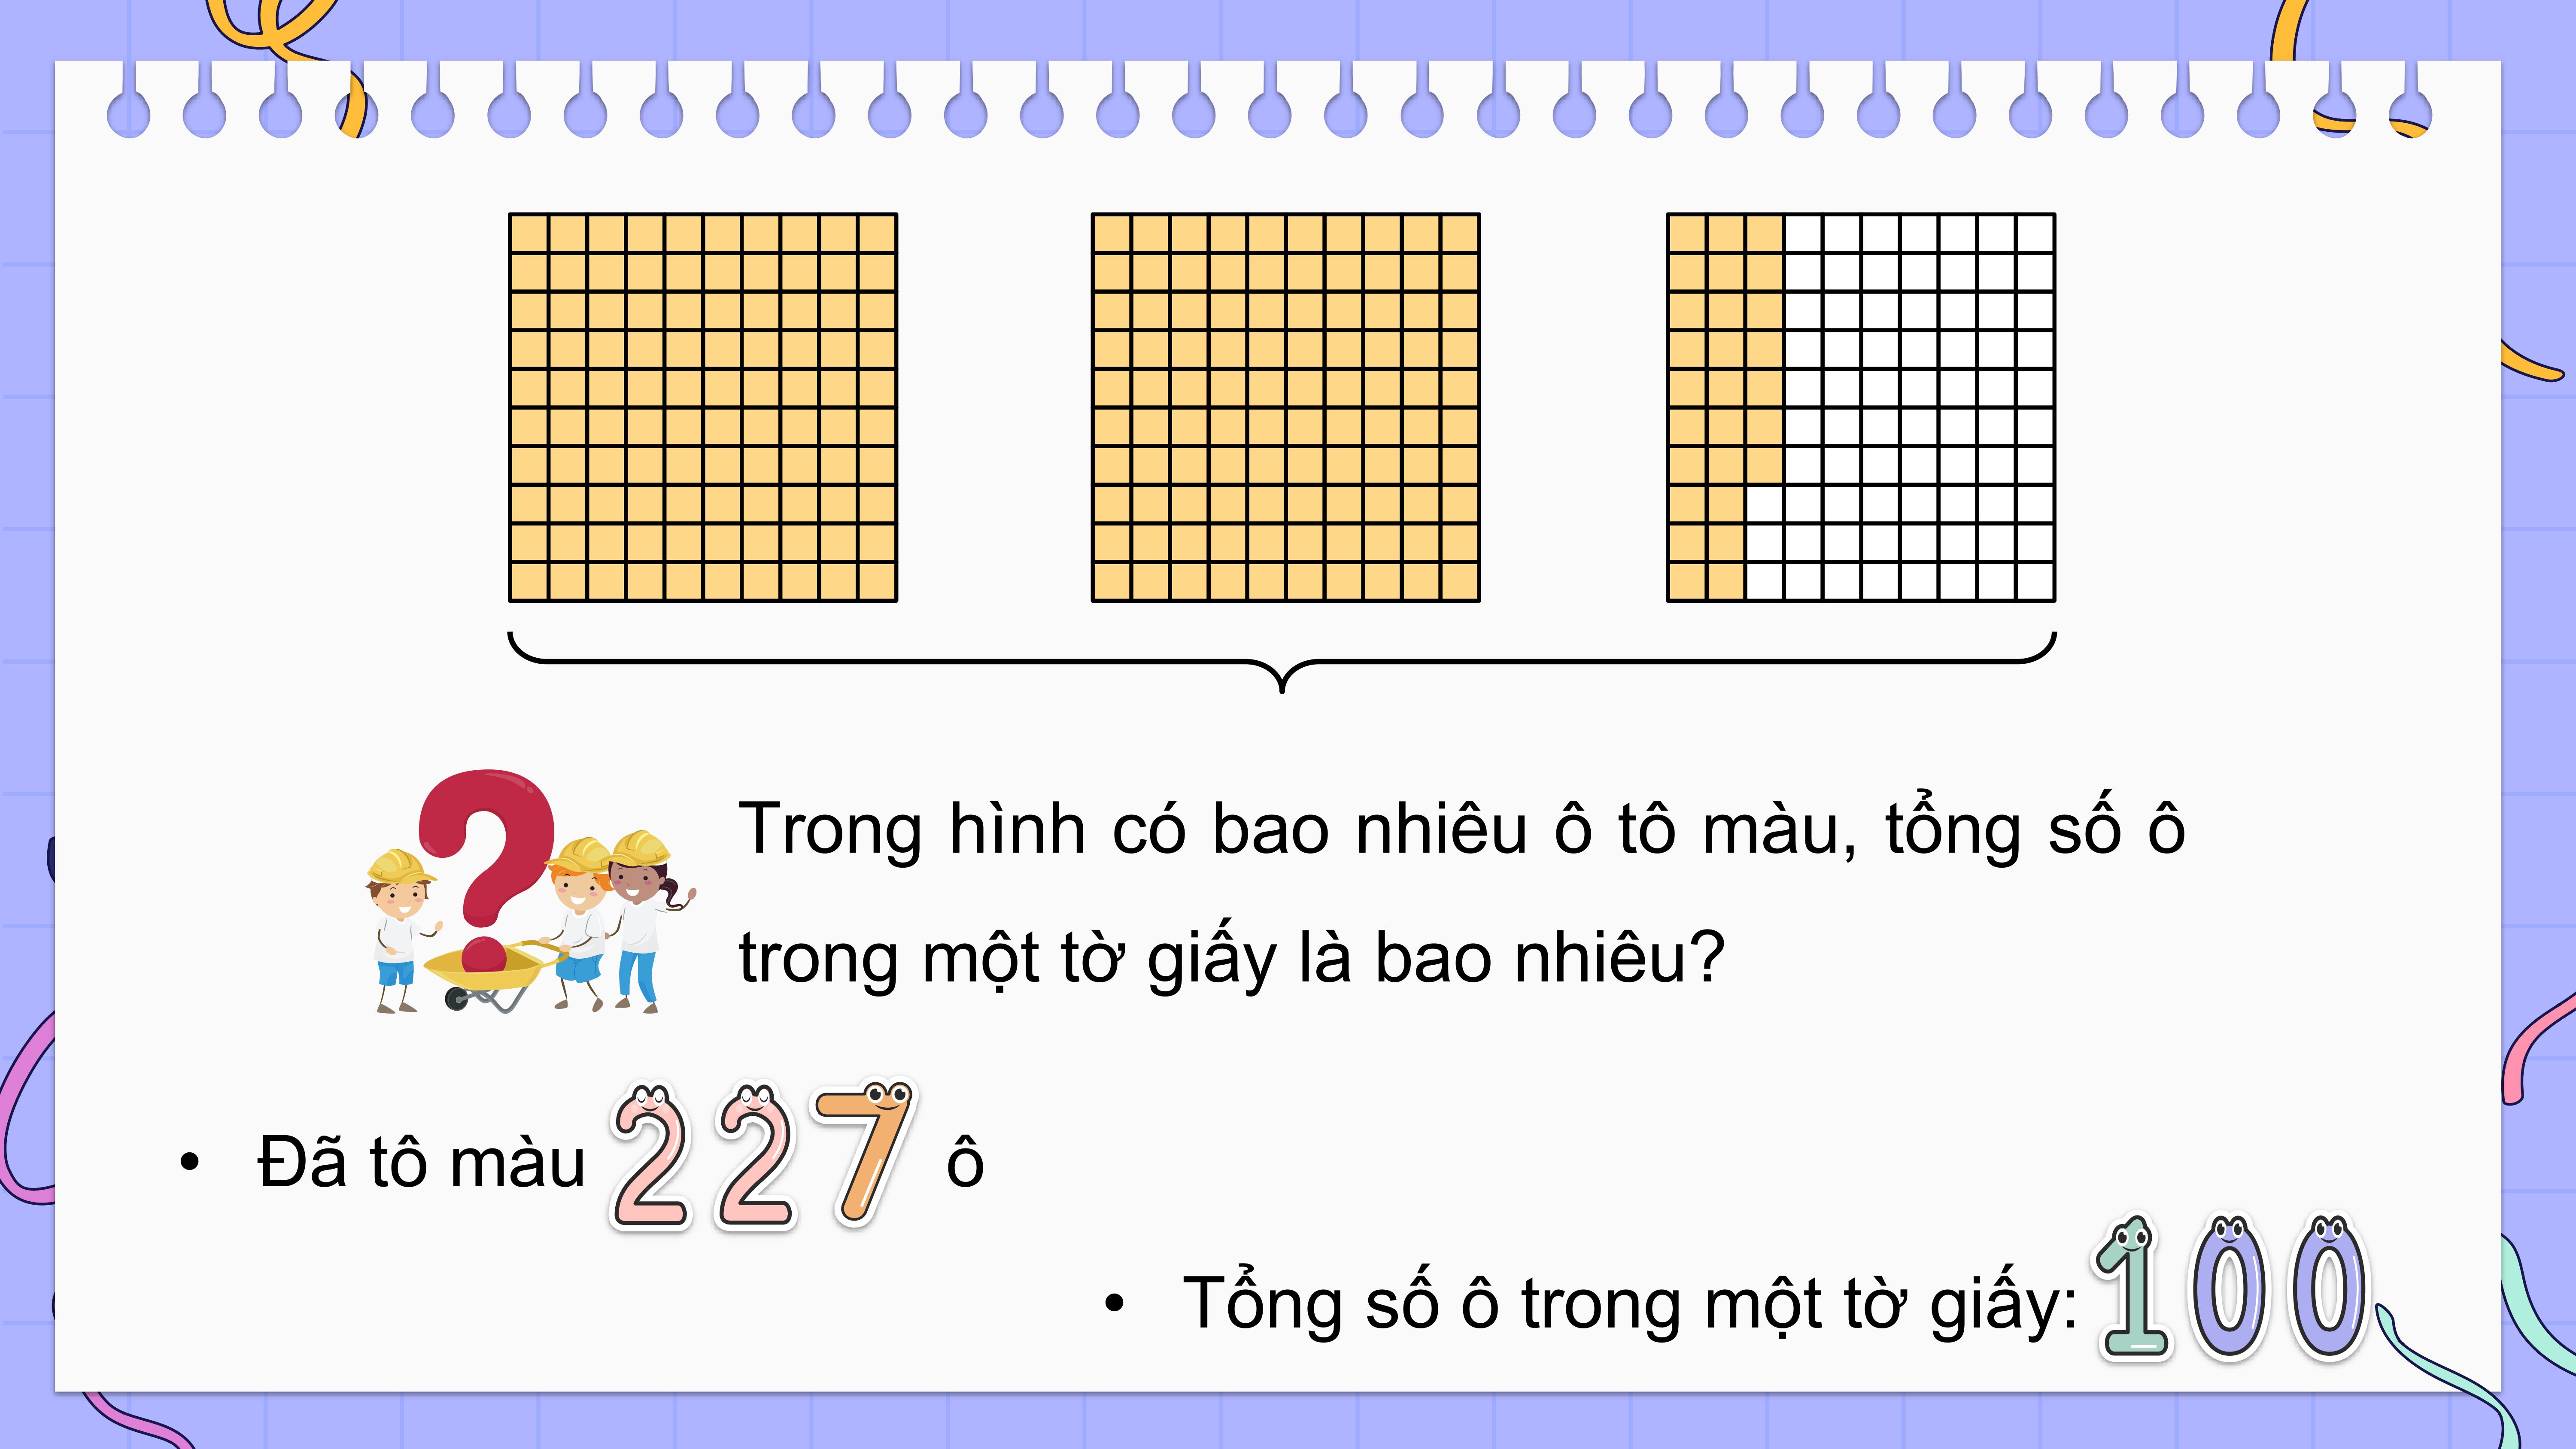 Trong hình có bao nhiêu ô tô màu, tổng số ô
trong một tờ giấy là bao nhiêu?
• Đã tô màu 227 ô
• Tổng số ô trong một tờ giấy: 100